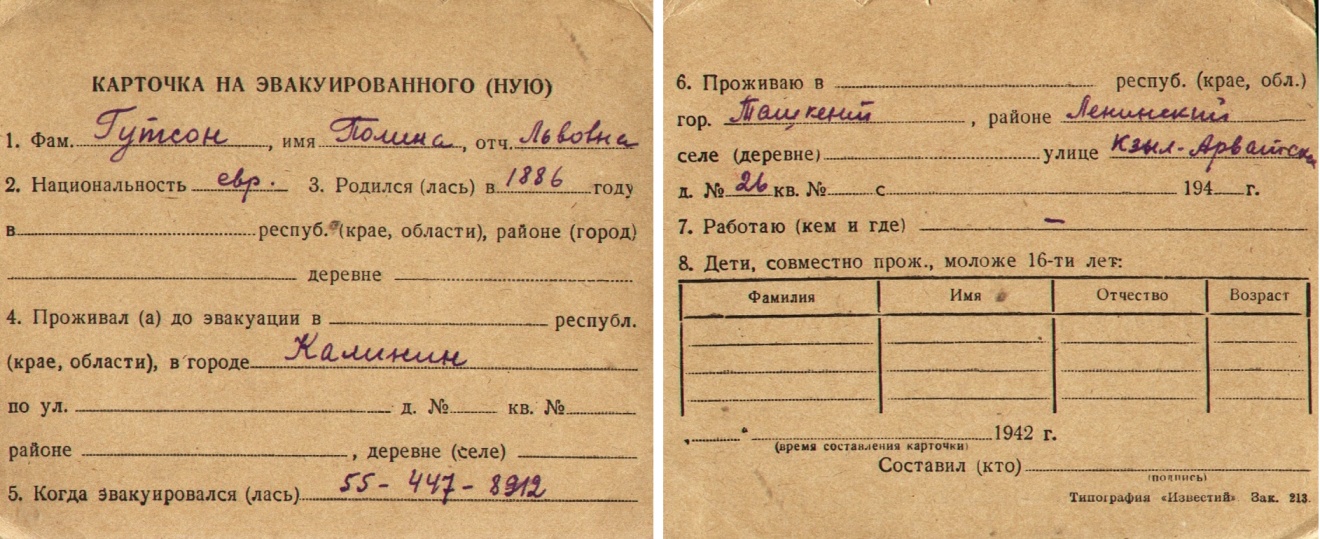 КАРТОЧКА НА ЭВАКУИРОВАННОГО (НУЮ)
1. Фам. Гутсон, имя Полина, отч. Львовна
2. Национальность евр. 3. Родился (лась) в 1886 году
в респуб. (крае, области), районе (город)
деревне
4. Проживал (а) до эвакуации в республ.
(крае, области), в городе Калинин
по ул. д. № кв. №
районе , деревне (селе)
5. Когда эвакуировался (лась) 55 - 447 - 8912
6. Проживаю в респуб. (крае, обл.)
гор. Ташкент, районе Ленинский
селе (деревне) улице
д. № 26 кв. № с 194 г.
7. Работаю (кем и где) —
8. Дети, совместно прож., моложе 16-ти лет:
Фамилия Имя Отчество Возраст
„ “ 1942 г.
(время составления карточки)
Составил (кто)
(подпись)
Типография «Известий» Зак. 213.